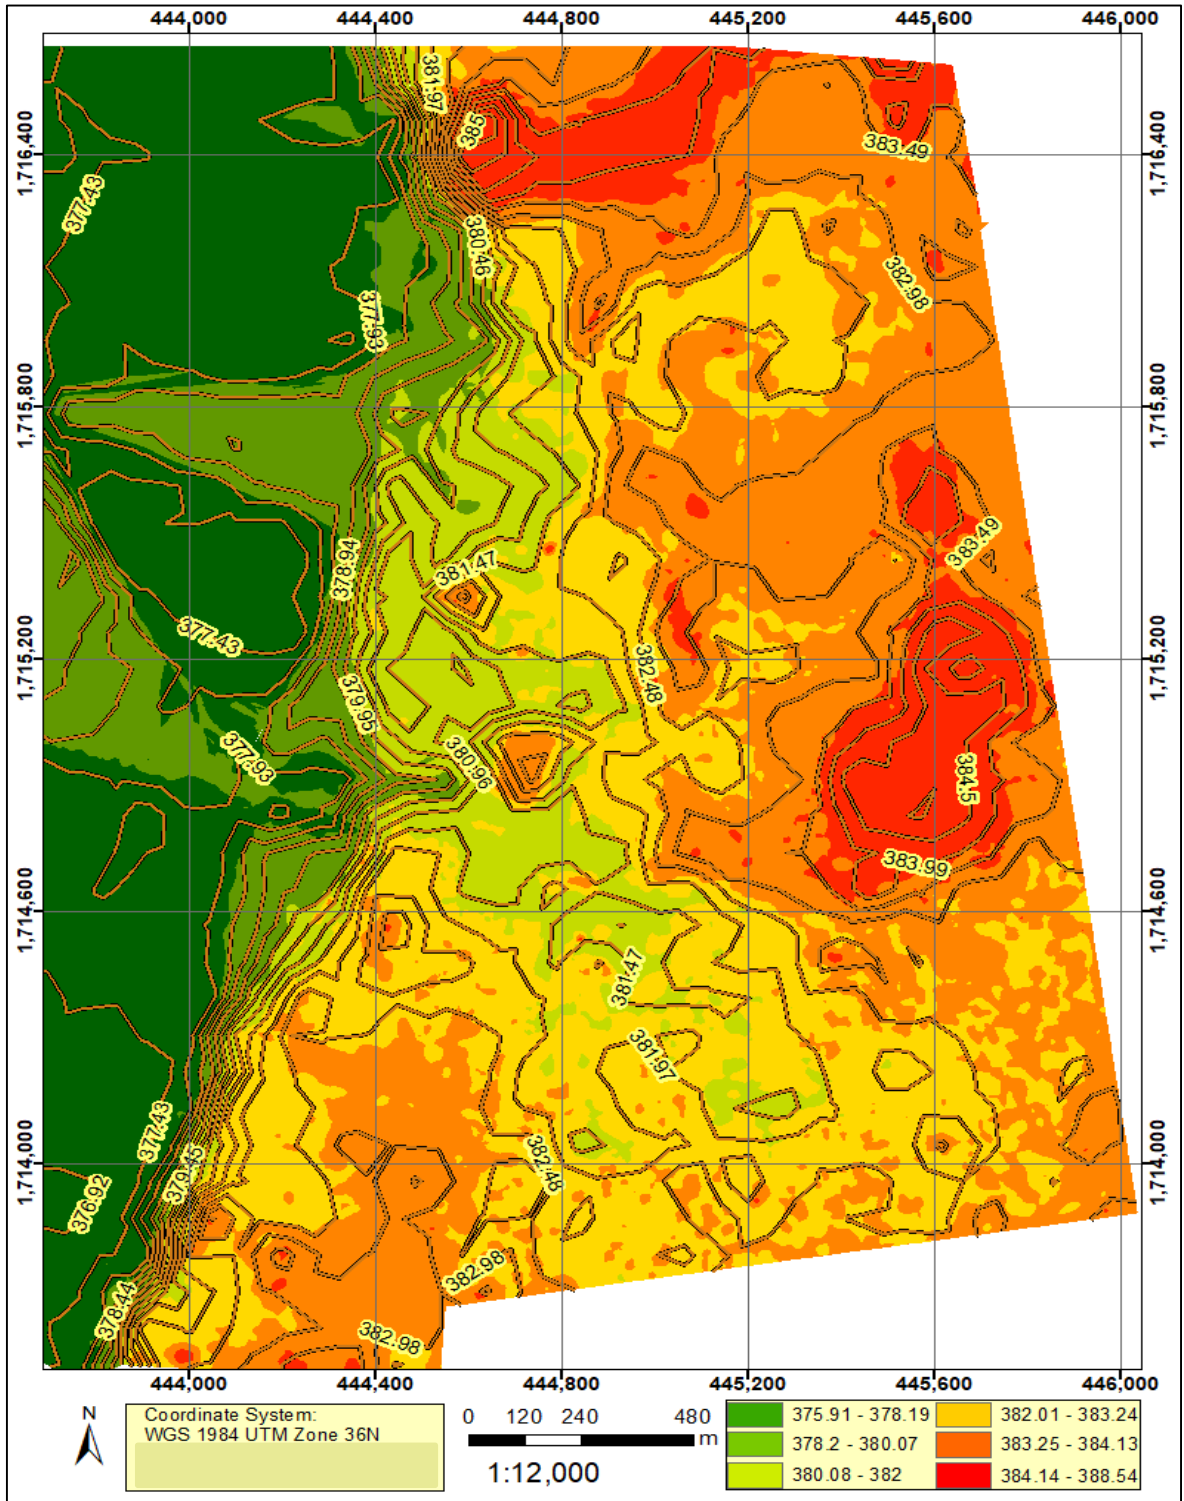 444,000 444,400 444,800 445,200 445,600 446,000
381.97
385
1,716,400
383.49
1,716,400
377.43
380.46
382.98
377.93
1,715,800
1,715,800
383.49
381.47
378.94
377.43
1,715,200
382.48
1,715,200
379.95
377.93
380.96
384.5
383.99
1,714,600
1,714,600
381.47
381.97
377.43
1,714,000
379.45
382.48
1,714,000
376.92
382.98
378.44
382.98
444,000 444,400 444,800 445,200 445,600 446,000
N
Coordinate System:
WGS 1984 UTM Zone 36N
0 120 240 480
m
1:12,000
375.91 - 378.19
382.01 - 383.24
378.2 - 380.07
383.25 - 384.13
380.08 - 382
384.14 - 388.54